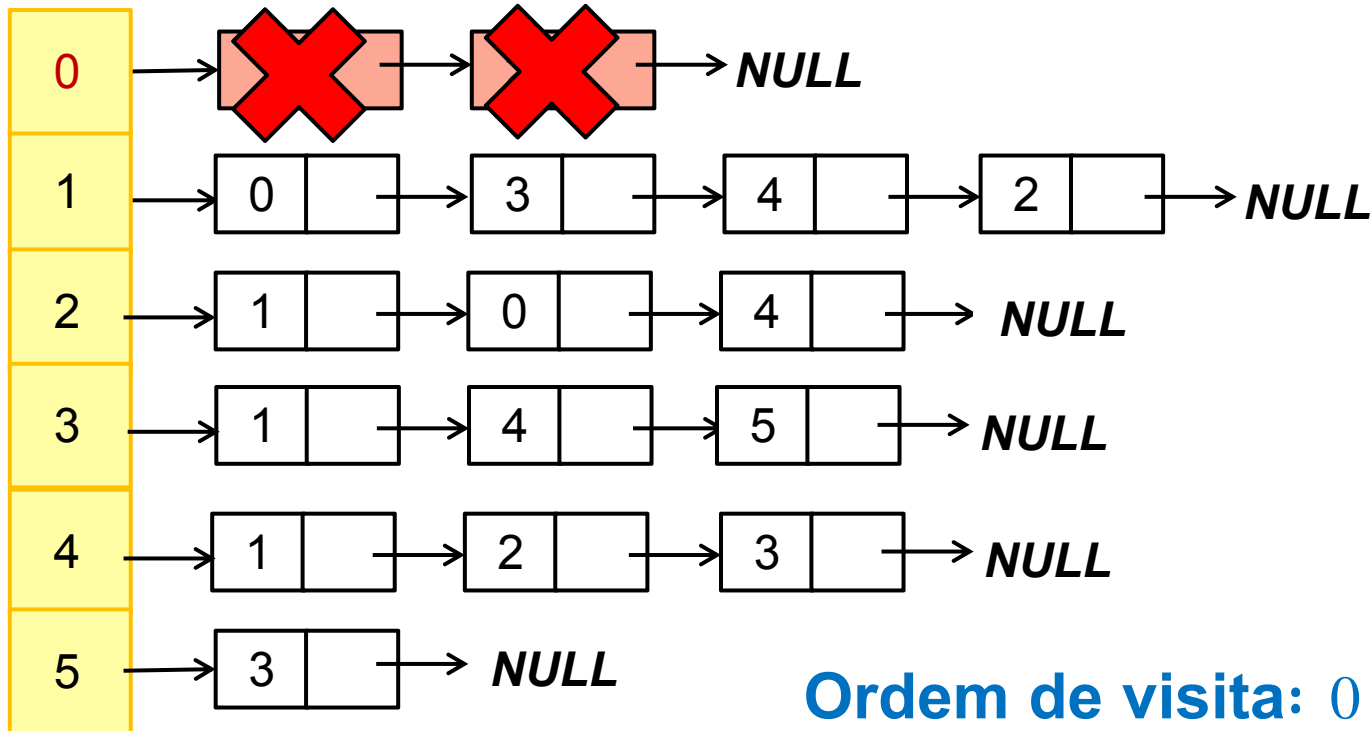 0 NULL
1 0 3 4 2 NULL
2 1 0 4 NULL
3 1 4 5 NULL
4 1 2 3 NULL
5 3 NULL
Ordem de visita: 0